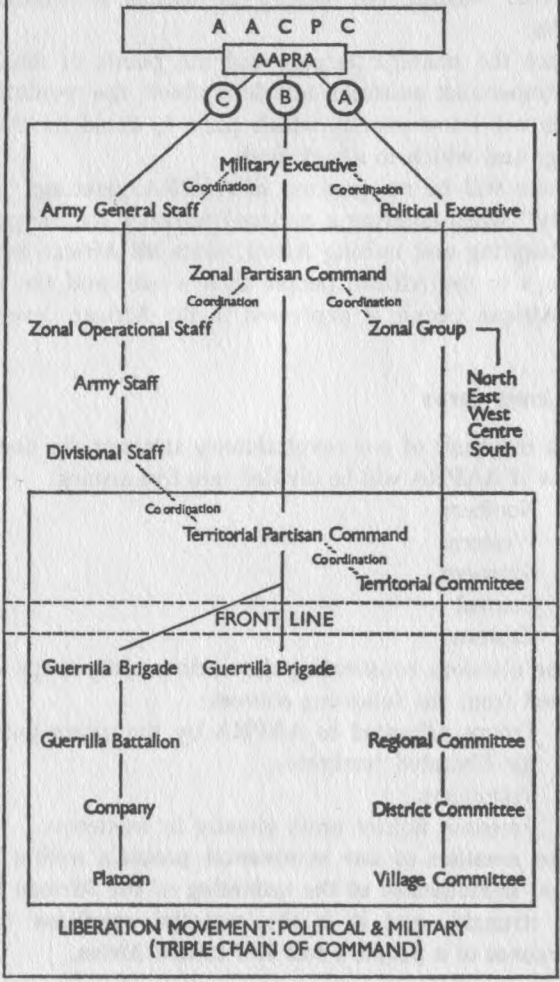 A A C P C
AAPRA
C B A
Military Executive
Coordination Coordination
Army General Staff Political Executive
Zonal Partisan Command
Coordination Coordination
Zonal Operational Staff Zonal Group
Army Staff
North
East
West
Centre
South
Divisional Staff
Coordination
Territorial Partisan Command
Coordination
Territorial Committee
FRONT LINE
Guerrilla Brigade Guerrilla Brigade
Guerrilla Battalion Regional Committee
Company District Committee
Platoon Village Committee
LIBERATION MOVEMENT: POLITICAL & MILITARY
(TRIPLE CHAIN OF COMMAND)